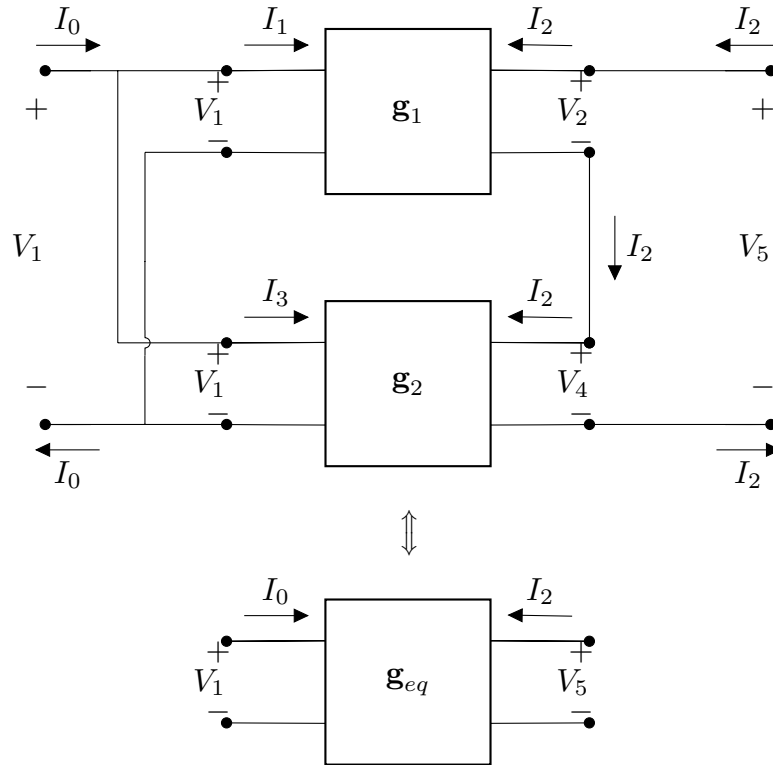 I₀ I₁ I₂ I₂
+ V₁ + − g₁ V₂ + − +
V₁ I₂ V₅
I₃ I₂
− V₁ + − g₂ V₄ + − −
I₀ I₂
⇕
I₀ I₂
V₁ + − g_eq V₅ + −